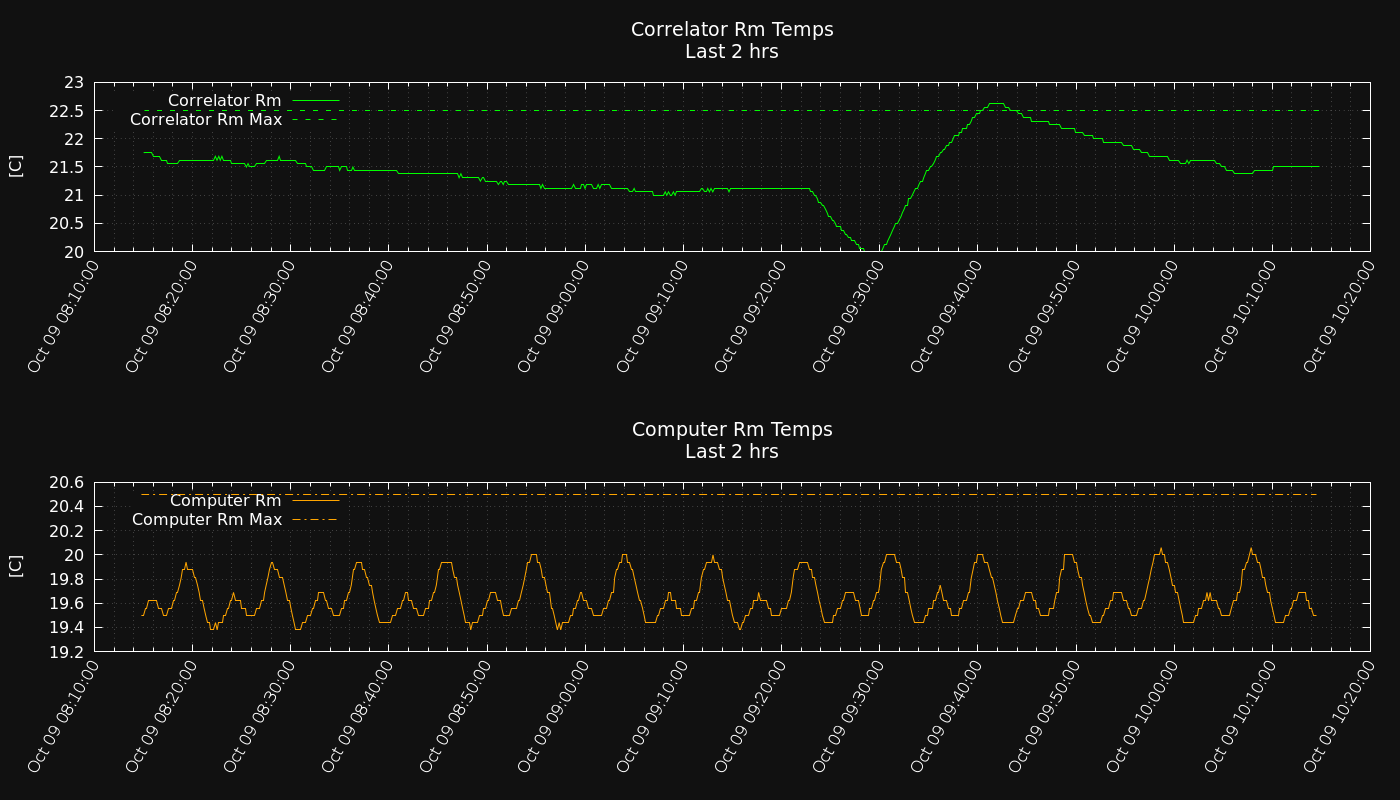 Correlator Rm Temps
Last 2 hrs
23
22.5
22
21.5
21
20.5
20
[C]
Correlator Rm
Correlator Rm Max
Oct 09 08:10:00
Oct 09 08:20:00
Oct 09 08:30:00
Oct 09 08:40:00
Oct 09 08:50:00
Oct 09 09:00:00
Oct 09 09:10:00
Oct 09 09:20:00
Oct 09 09:30:00
Oct 09 09:40:00
Oct 09 09:50:00
Oct 09 10:00:00
Oct 09 10:10:00
Oct 09 10:20:00
Computer Rm Temps
Last 2 hrs
20.6
20.4
20.2
20
19.8
19.6
19.4
19.2
[C]
Computer Rm
Computer Rm Max
Oct 09 08:10:00
Oct 09 08:20:00
Oct 09 08:30:00
Oct 09 08:40:00
Oct 09 08:50:00
Oct 09 09:00:00
Oct 09 09:10:00
Oct 09 09:20:00
Oct 09 09:30:00
Oct 09 09:40:00
Oct 09 09:50:00
Oct 09 10:00:00
Oct 09 10:10:00
Oct 09 10:20:00